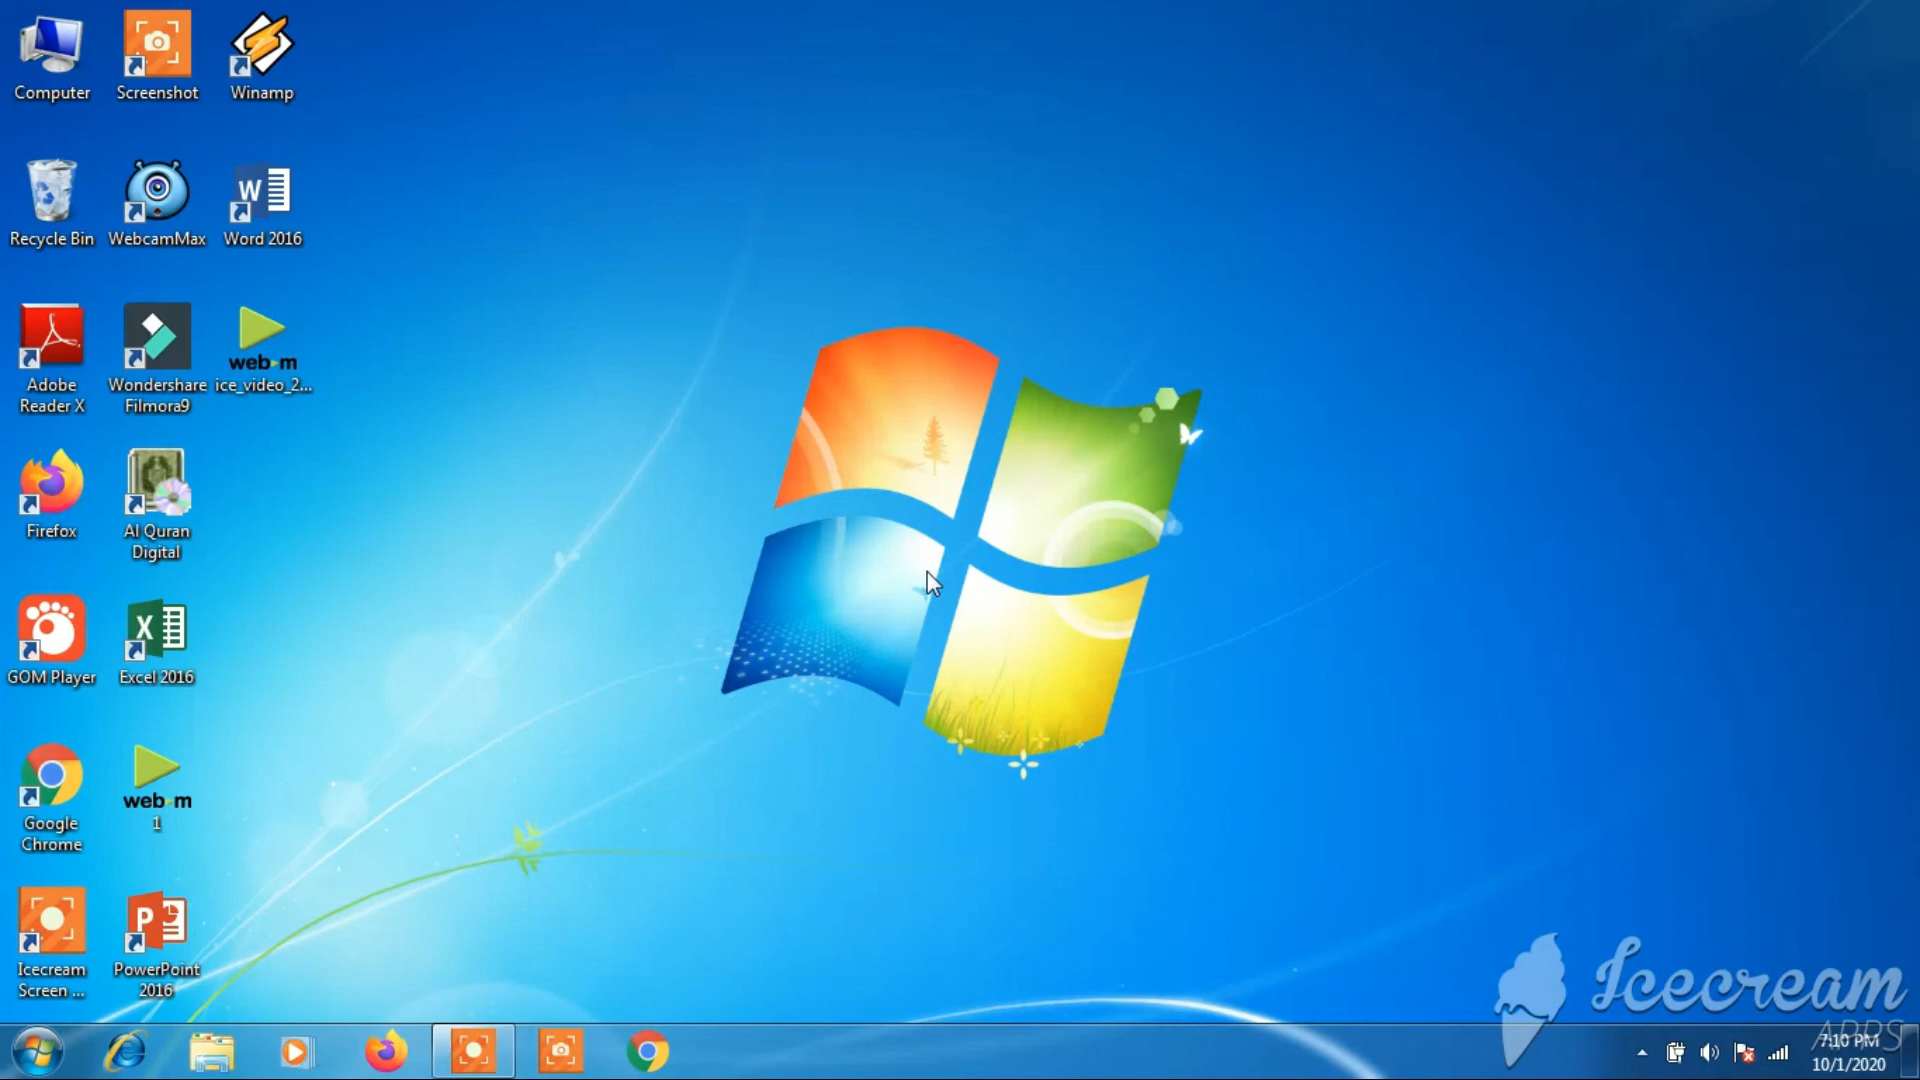 Computer
Screenshot
Winamp
Recycle Bin
WebcamMax
Word 2016
Adobe
Reader X
Wondershare
Filmora9
web m
ice_video_2...
Firefox
Al Quran
Digital
GOM Player
Excel 2016
Google
Chrome
web m
1
Icecream
Screen ...
PowerPoint
2016
Icecream
APPS
7:10 PM
10/1/2020